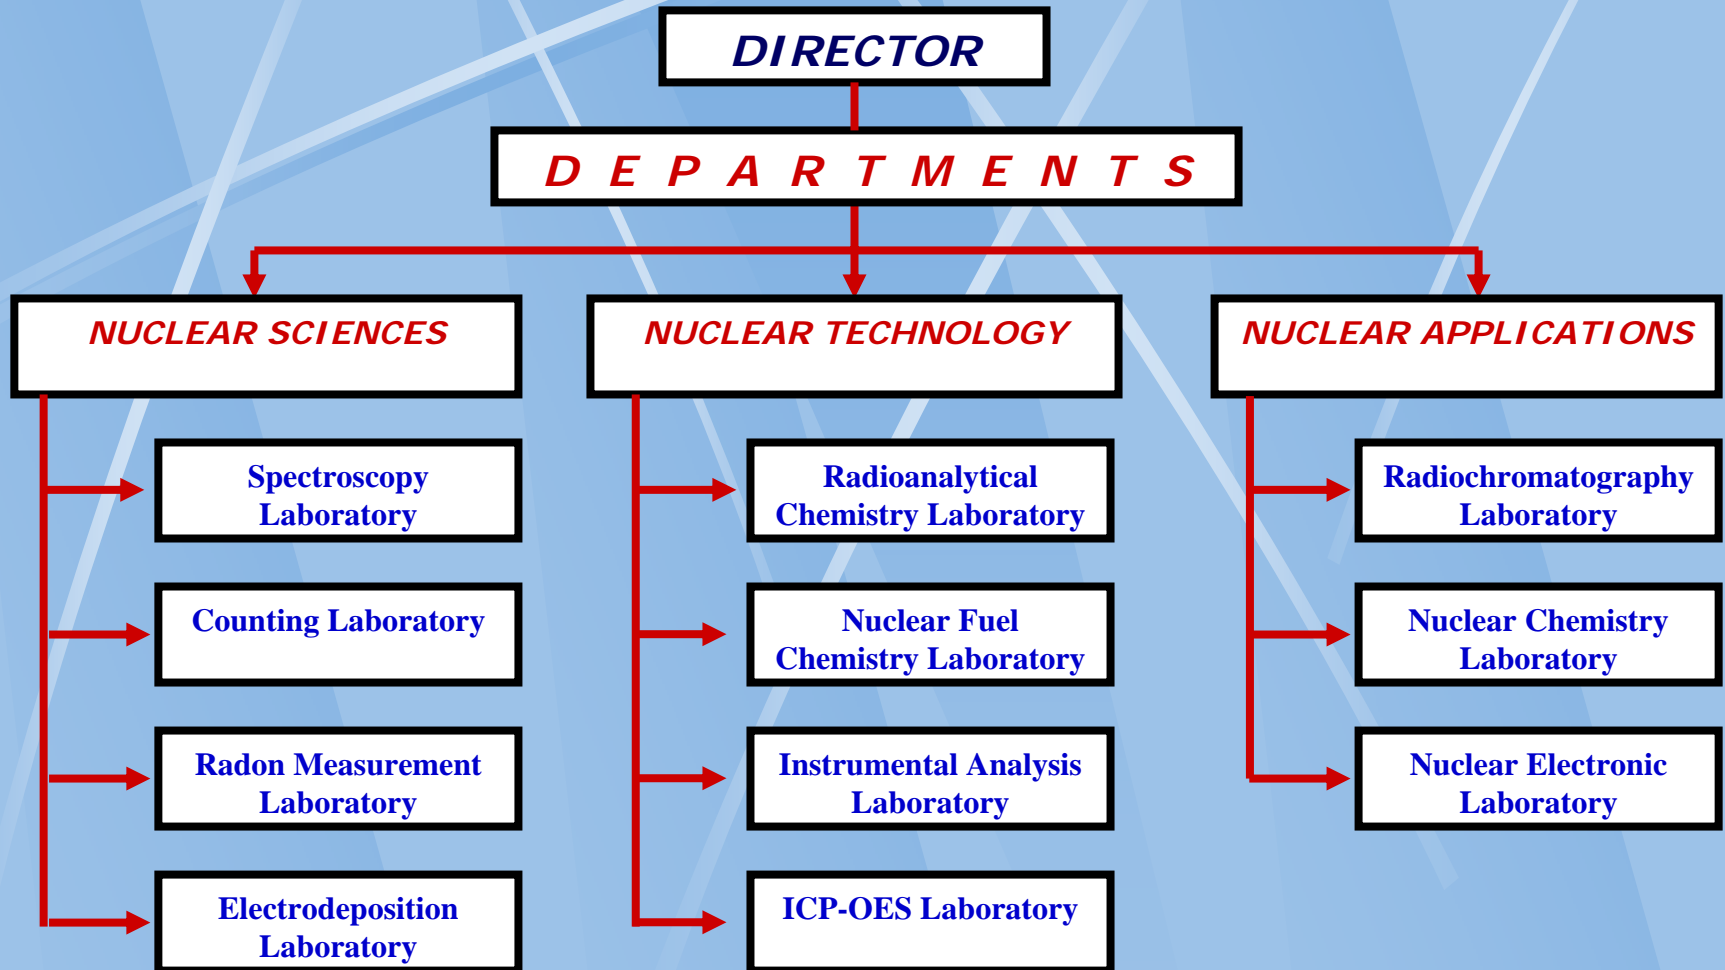 DIRECTOR
DEPARTMENTS
NUCLEAR SCIENCES
NUCLEAR TECHNOLOGY
NUCLEAR APPLICATIONS
Spectroscopy
Laboratory
Counting Laboratory
Radon Measurement
Laboratory
Electrodeposition
Laboratory
Radioanalytical
Chemistry Laboratory
Nuclear Fuel
Chemistry Laboratory
Instrumental Analysis
Laboratory
ICP-OES Laboratory
Radiochromatography
Laboratory
Nuclear Chemistry
Laboratory
Nuclear Electronic
Laboratory